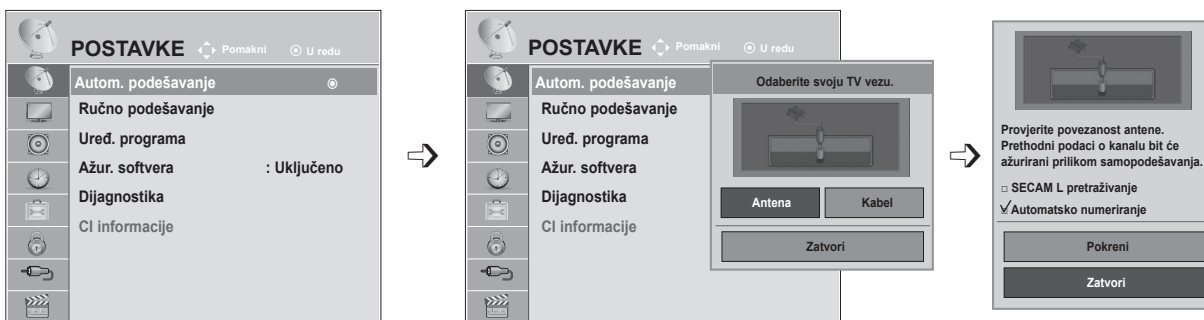 POSTAVKE Pomakni U redu
Autom. podešavanje
Ručno podešavanje
Uređ. programa
Ažur. softvera : Uključeno
Dijagnostika
CI informacije
POSTAVKE Pomakni U redu
Autom. podešavanje
Ručno podešavanje
Uređ. programa
Ažur. softvera
Dijagnostika
CI informacije
Odaberite svoju TV vezu.
Antena Kabel
Zatvori
Provjerite povezanost antene.
Prethodni podaci o kanalu bit će
ažurirani prilikom samopodešavanja.
SECAM L pretraživanje
Automatsko numeriranje
Pokreni
Zatvori